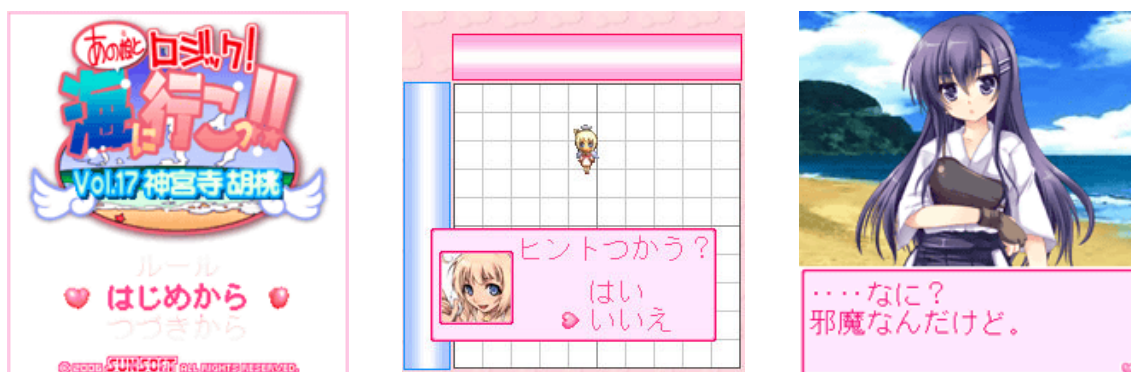 あの娘と
ロジック!
海に行こっ!!
Vol.17 神宮寺 胡桃
ルール
はじめから
つづきから
SUNSOFT ALL RIGHTS RESERVED.
ヒントつかう?
はい
いいえ
‥‥なに?
邪魔なんだけど。